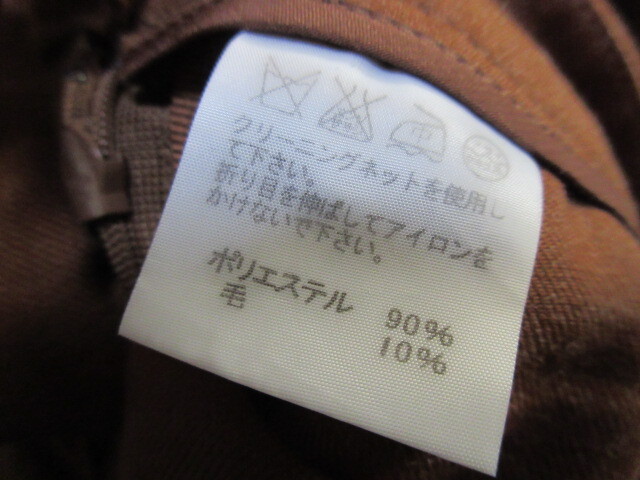 クリーニングネットを使用し
て下さい。
折り目を伸ばしてアイロンを
かけないで下さい。
ポリエステル 90%
毛 10%